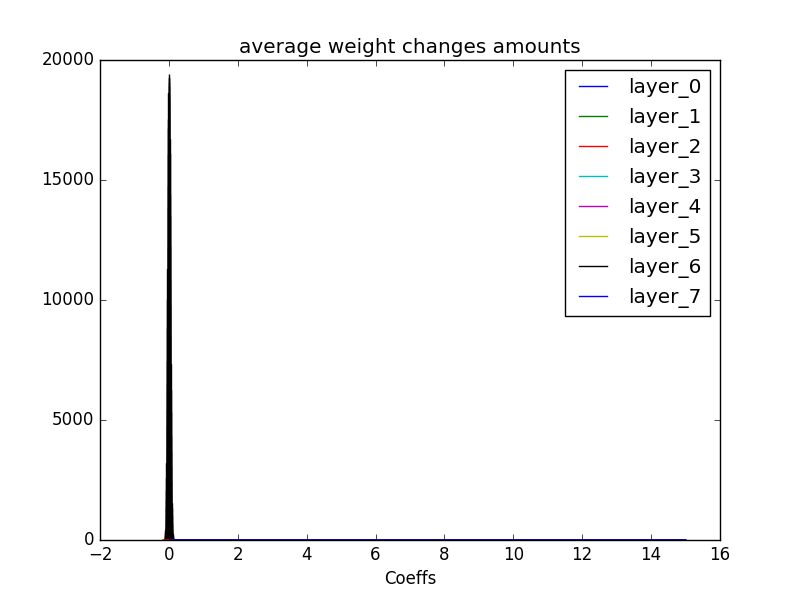 average weight changes amounts
20000
15000
10000
5000
0
layer_0
layer_1
layer_2
layer_3
layer_4
layer_5
layer_6
layer_7
−2 0 2 4 6 8 10 12 14 16
Coeffs